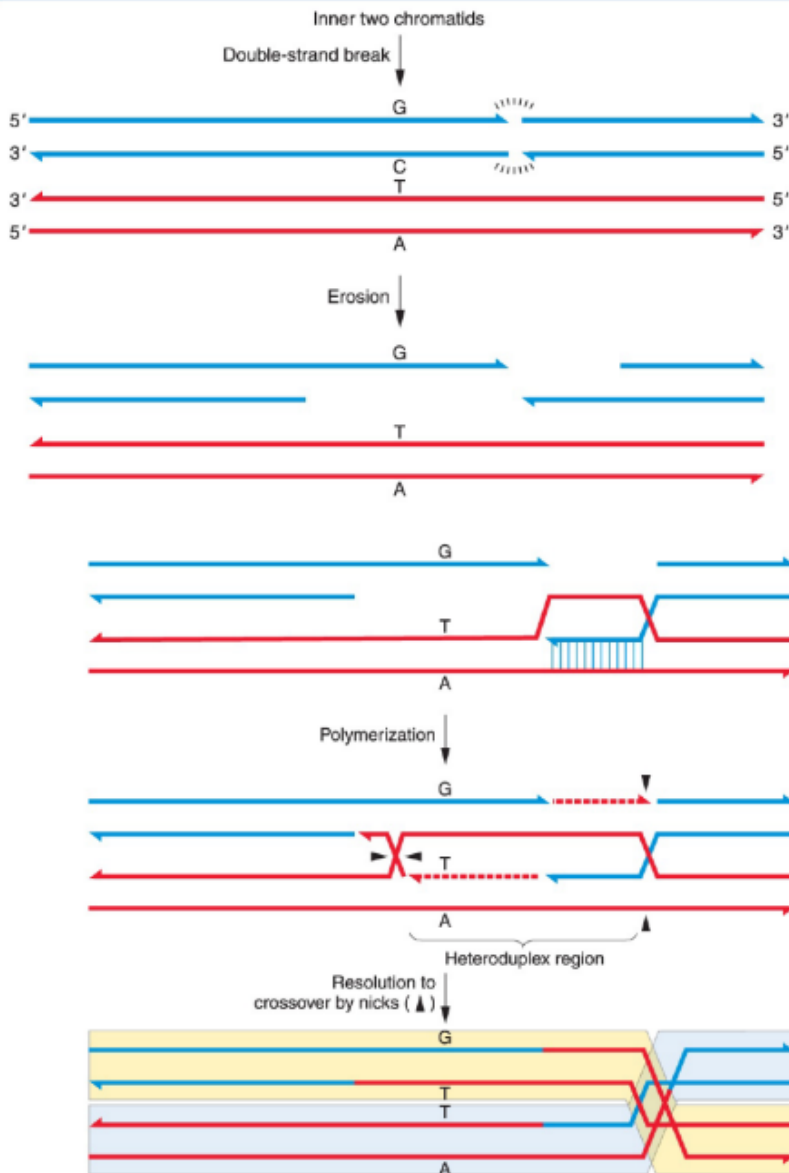 Inner two chromatids
Double-strand break
G
5′ 3′
3′ 5′
C
T
3′ 5′
5′ 3′
A
Erosion
G
T
A
G
T
A
Polymerization
G
T
A
Heteroduplex region
Resolution to
crossover by nicks (▲)
G
T
T
A